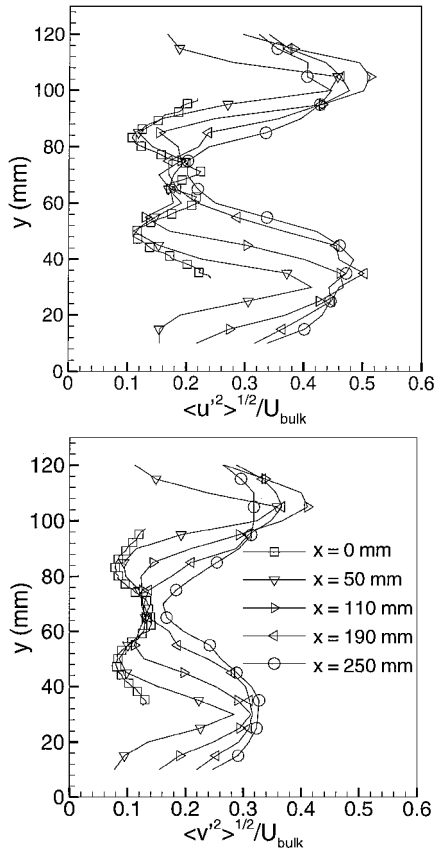 120
100
80
60
40
20
0
y (mm)
0 0.1 0.2 0.3 0.4 0.5 0.6
<u'²>^1/2/U_bulk
120
100
80
60
40
20
0
y (mm)
x = 0 mm
x = 50 mm
x = 110 mm
x = 190 mm
x = 250 mm
0 0.1 0.2 0.3 0.4 0.5 0.6
<v'²>^1/2/U_bulk